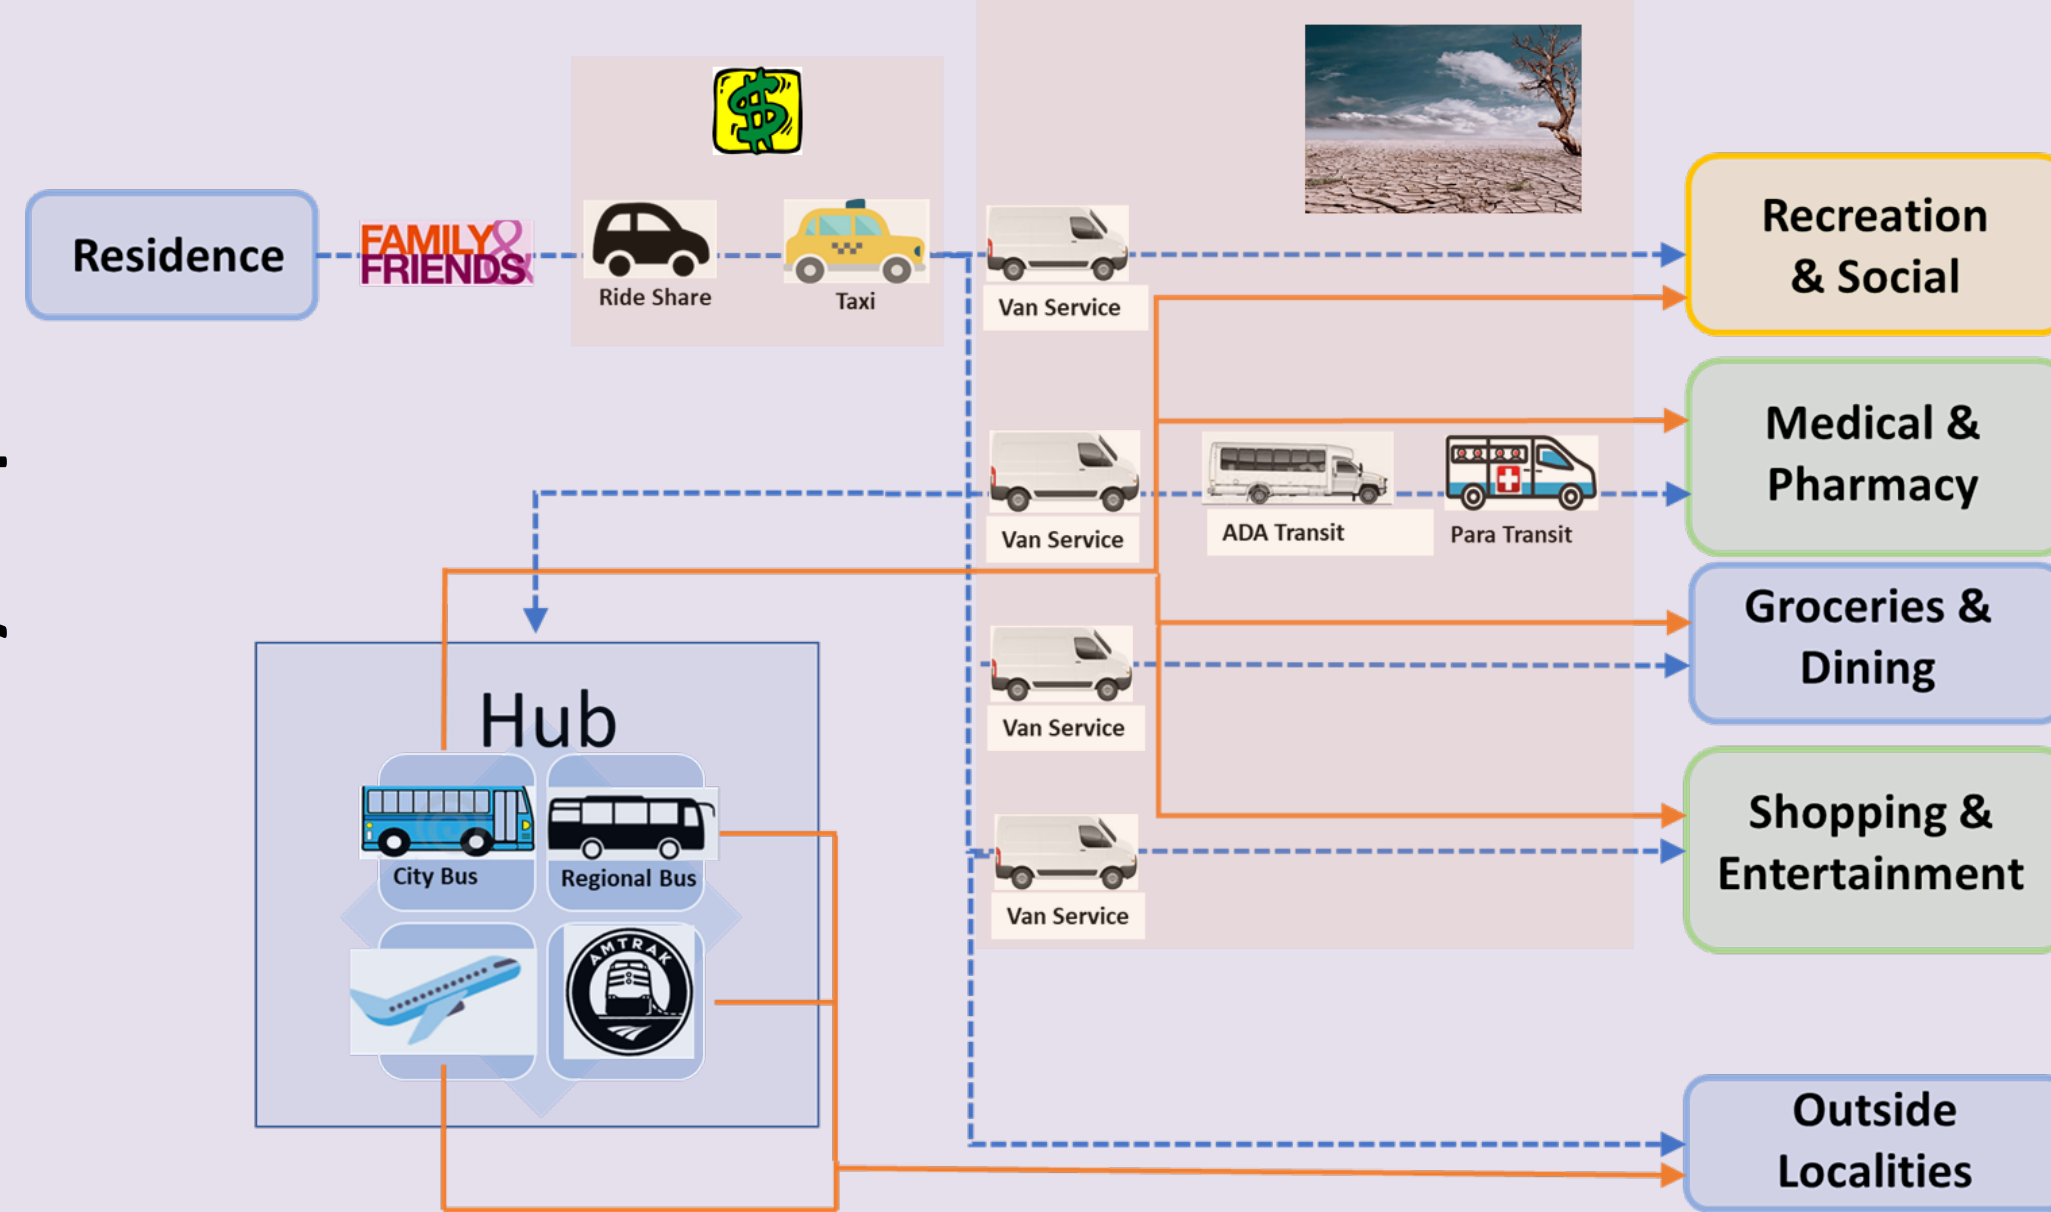 Residence
FAMILY&
FRIENDS&
$
Ride Share
Taxi
Van Service
Recreation
& Social
Van Service
ADA Transit
Para Transit
Medical &
Pharmacy
Van Service
Groceries &
Dining
Van Service
Shopping &
Entertainment
Hub
City Bus
Regional Bus
AMTRAK
Outside
Localities